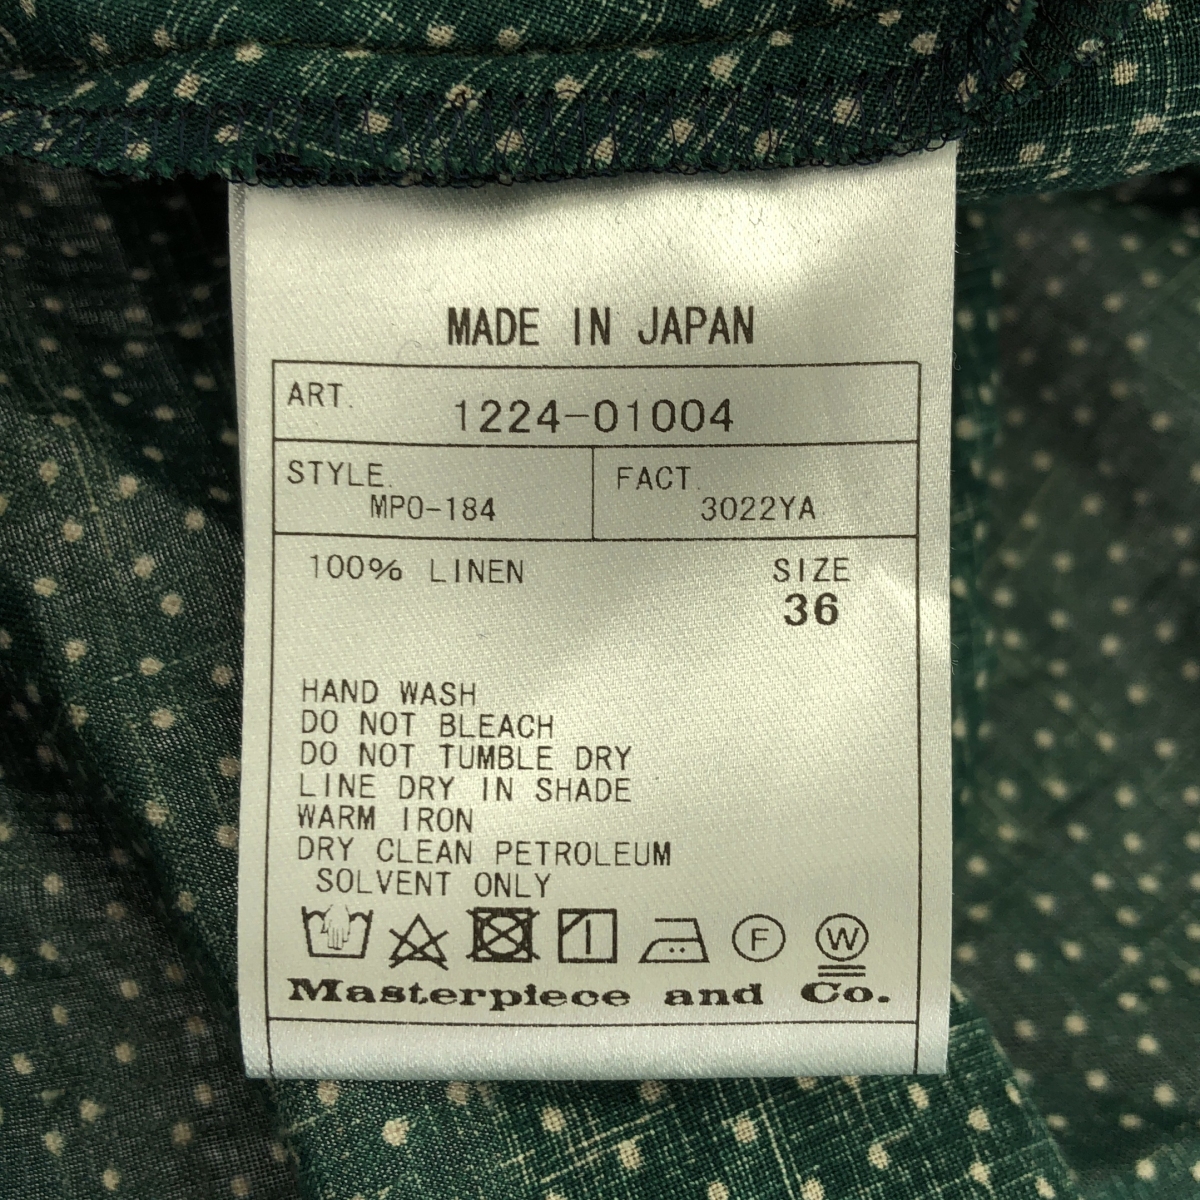 MADE IN JAPAN
ART. 1224-01004
STYLE. FACT.
MPO-184 3022YA
100% LINEN SIZE
36
HAND WASH
DO NOT BLEACH
DO NOT TUMBLE DRY
LINE DRY IN SHADE
WARM IRON
DRY CLEAN PETROLEUM
SOLVENT ONLY
F W
Masterpiece and Co.